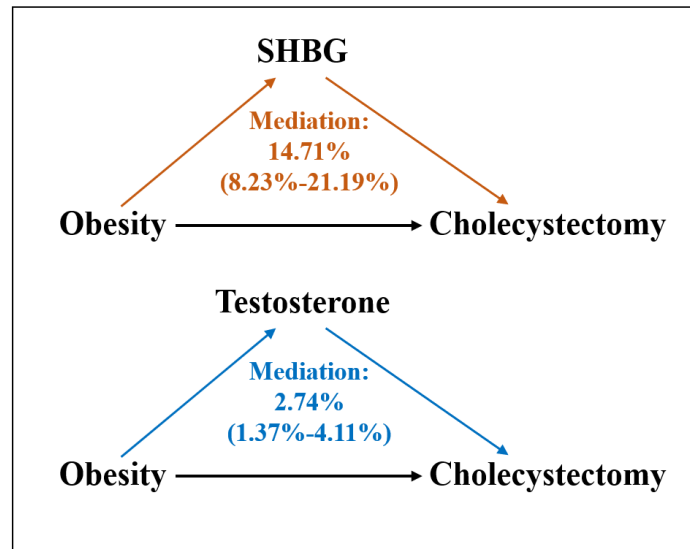 SHBG
Mediation:
14.71%
(8.23%-21.19%)
Obesity
Cholecystectomy
Testosterone
Mediation:
2.74%
(1.37%-4.11%)
Obesity
Cholecystectomy